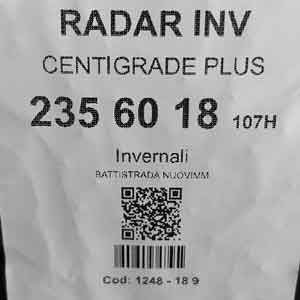 RADAR INV
CENTIGRADE PLUS
235 60 18 107H
Invernali
BATTISTRADA NUOVIMM
Cod: 1248 - 18 9